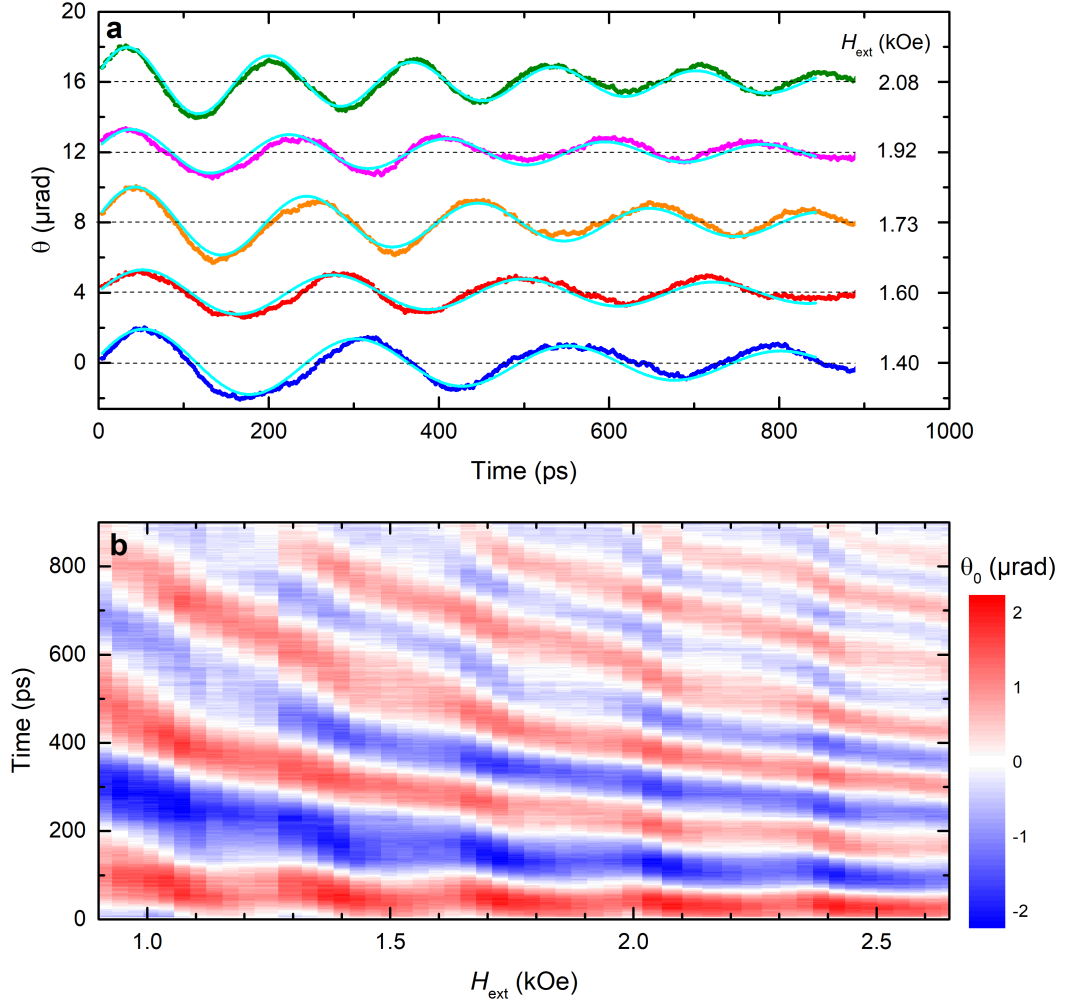 a
20
16
12
8
4
0
θ (μrad)
H_ext (kOe)
2.08
1.92
1.73
1.60
1.40
0 200 400 600 800 1000
Time (ps)
b
800
600
400
200
0
Time (ps)
1.0 1.5 2.0 2.5
H_ext (kOe)
θ_0 (μrad)
2
1
0
-1
-2